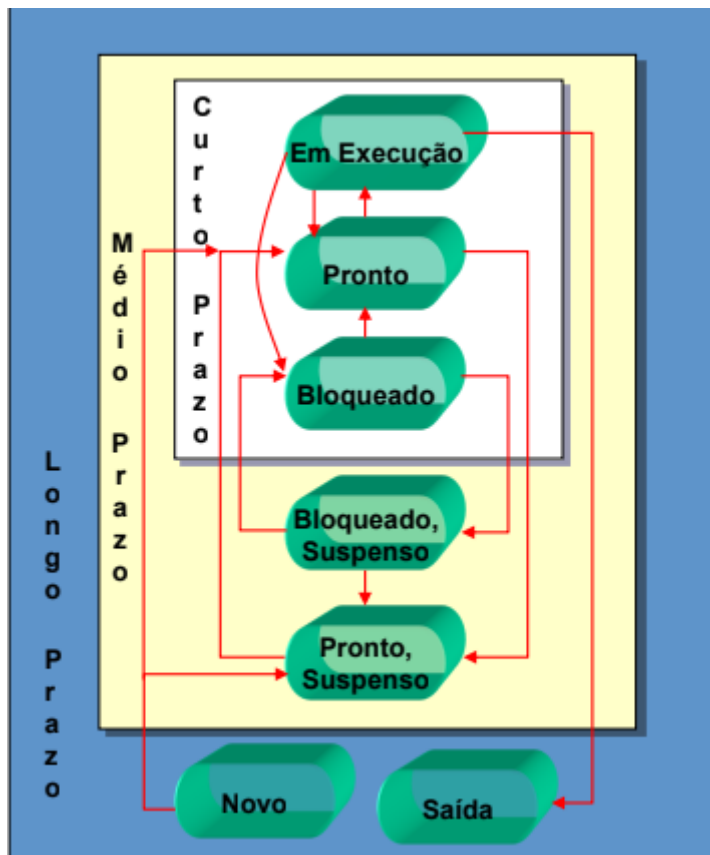 Curto Prazo
Médio Prazo
Longo Prazo
Em Execução
Pronto
Bloqueado
Bloqueado,
Suspenso
Pronto,
Suspenso
Novo
Saída